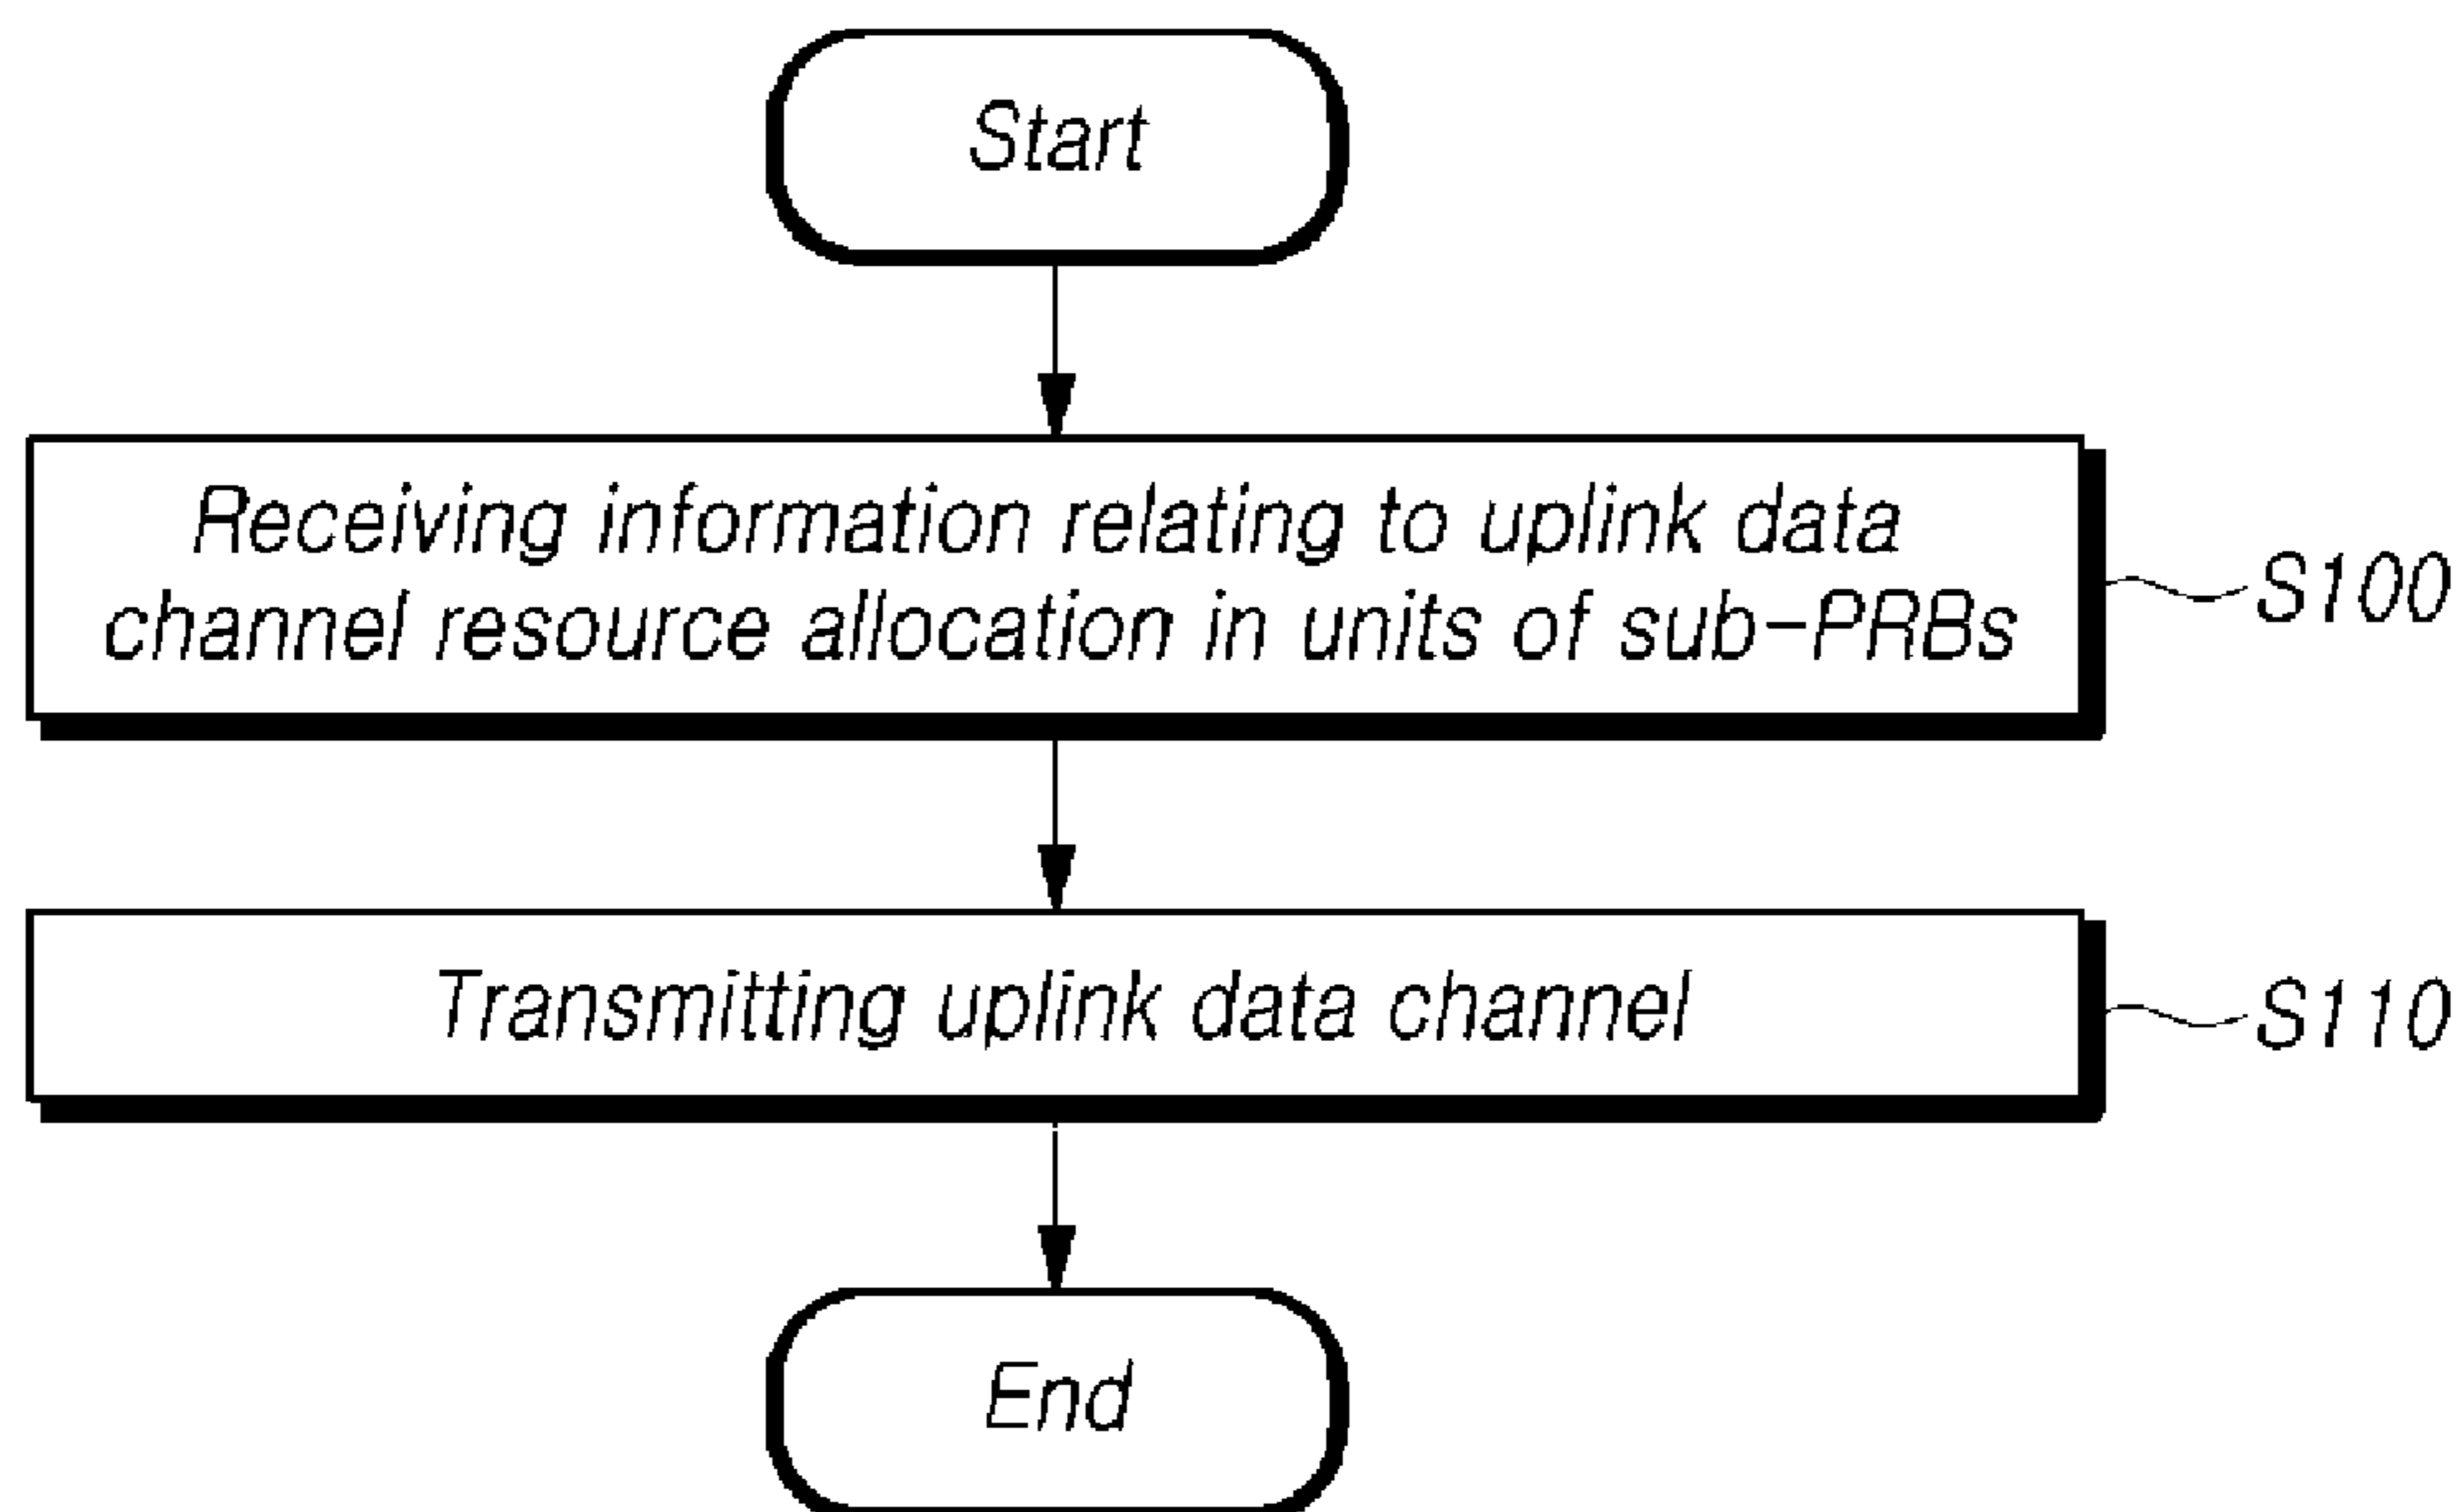 Start
Receiving information relating to uplink data
channel resource allocation in units of sub-PRBs
S100
Transmitting uplink data channel
S110
End